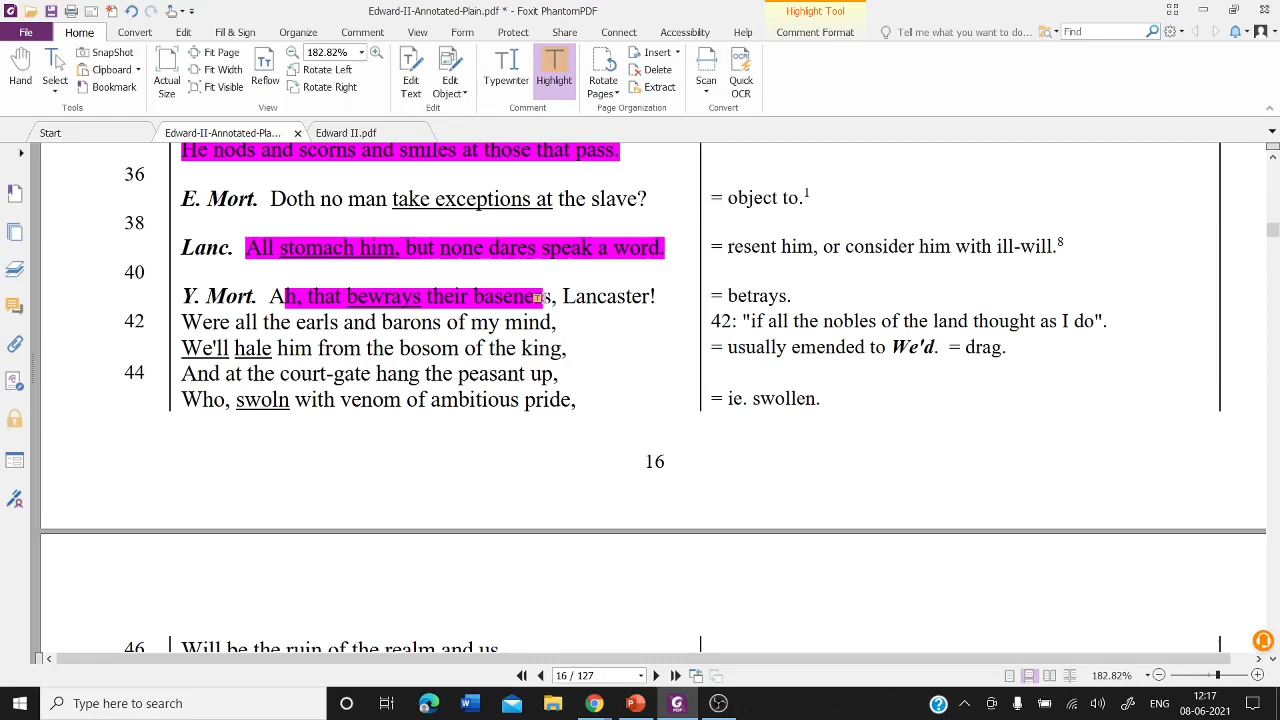 Edward-II-Annotated-Plain.pdf * - Foxit PhantomPDF
Highlight Tool
File Home Convert Edit Fill & Sign Organize Comment View Form Protect Share Connect Accessibility Help Comment Format Tell me what you want to do... Find
Hand Select SnapShot Clipboard Bookmark
Actual Size Fit Page Fit Width Fit Visible Reflow 182.82% Rotate Left Rotate Right
Edit Text Edit Object Typewriter Highlight Rotate Pages Insert Delete Extract Scan Quick OCR
Tools View Edit Comment Page Organization Convert
Start Edward-II-Annotated-Pla... Edward II.pdf
He nods and scorns and smiles at those that pass.
36
E. Mort. Doth no man take exceptions at the slave? = object to.1
38
Lanc. All stomach him, but none dares speak a word. = resent him, or consider him with ill-will.8
40
Y. Mort. Ah, that bewrays their baseness, Lancaster! = betrays.
42 Were all the earls and barons of my mind, 42: "if all the nobles of the land thought as I do".
We'll hale him from the bosom of the king, = usually emended to We'd. = drag.
44 And at the court-gate hang the peasant up,
Who, swoln with venom of ambitious pride, = ie. swollen.
16
46 Will be the ruin of the realm and us.
16 / 127 182.82%
Type here to search ENG 12:17
08-06-2021